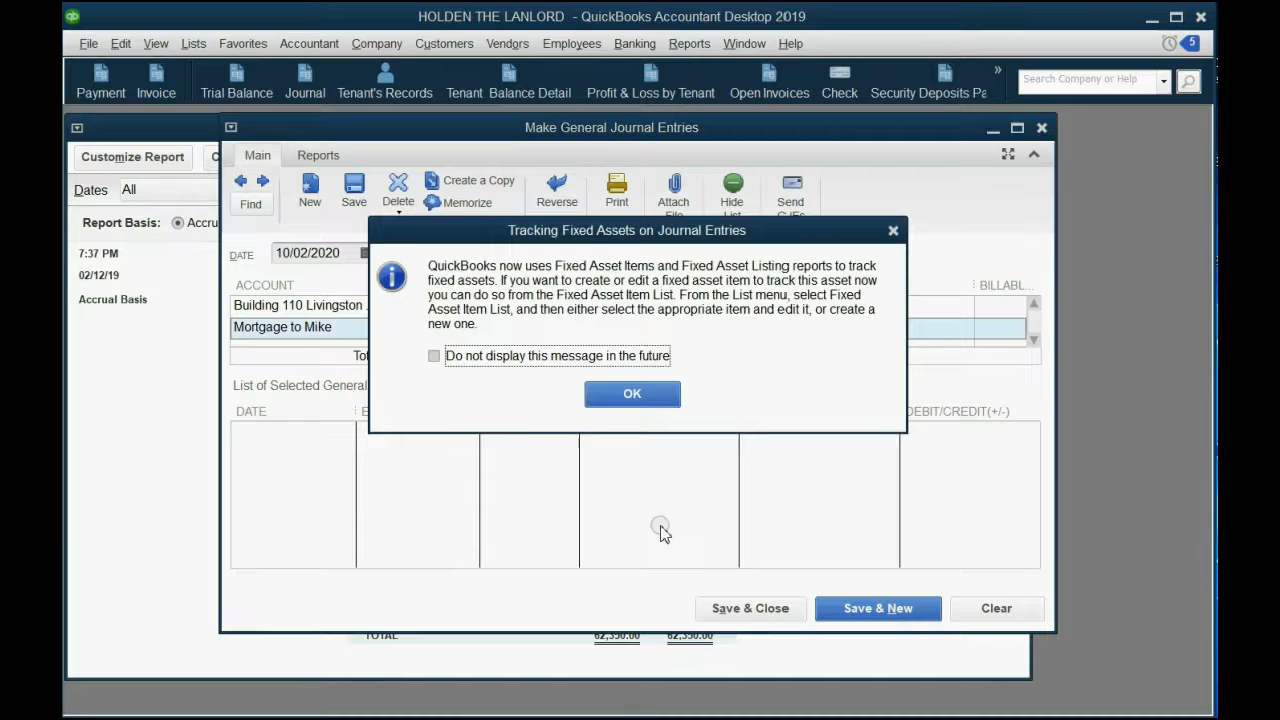 qb
HOLDEN THE LANLORD - QuickBooks Accountant Desktop 2019
File Edit View Lists Favorites Accountant Company Customers Vendors Employees Banking Reports Window Help
5
Payment Invoice Trial Balance Journal Tenant's Records Tenant Balance Detail Profit & Loss by Tenant Open Invoices Check Security Deposits Pa » Search Company or Help
Make General Journal Entries
Customize Report
Dates All
Report Basis: Accru
7:37 PM
02/12/19
Accrual Basis
Main Reports
Find New Save Delete Create a Copy Memorize Reverse Print Attach File Hide List Send GJEs
DATE 10/02/2020
ACCOUNT BILLABL..
Building 110 Livingston
Mortgage to Mike
Tot
Tracking Fixed Assets on Journal Entries
QuickBooks now uses Fixed Asset Items and Fixed Asset Listing reports to track
fixed assets. If you want to create or edit a fixed asset item to track this asset now
you can do so from the Fixed Asset Item List. From the List menu, select Fixed
Asset Item List, and then either select the appropriate item and edit it, or create a
new one.
Do not display this message in the future
OK
List of Selected General
DATE E DEBIT/CREDIT(+/-)
Save & Close Save & New Clear
TOTAL 62,350.00 62,350.00